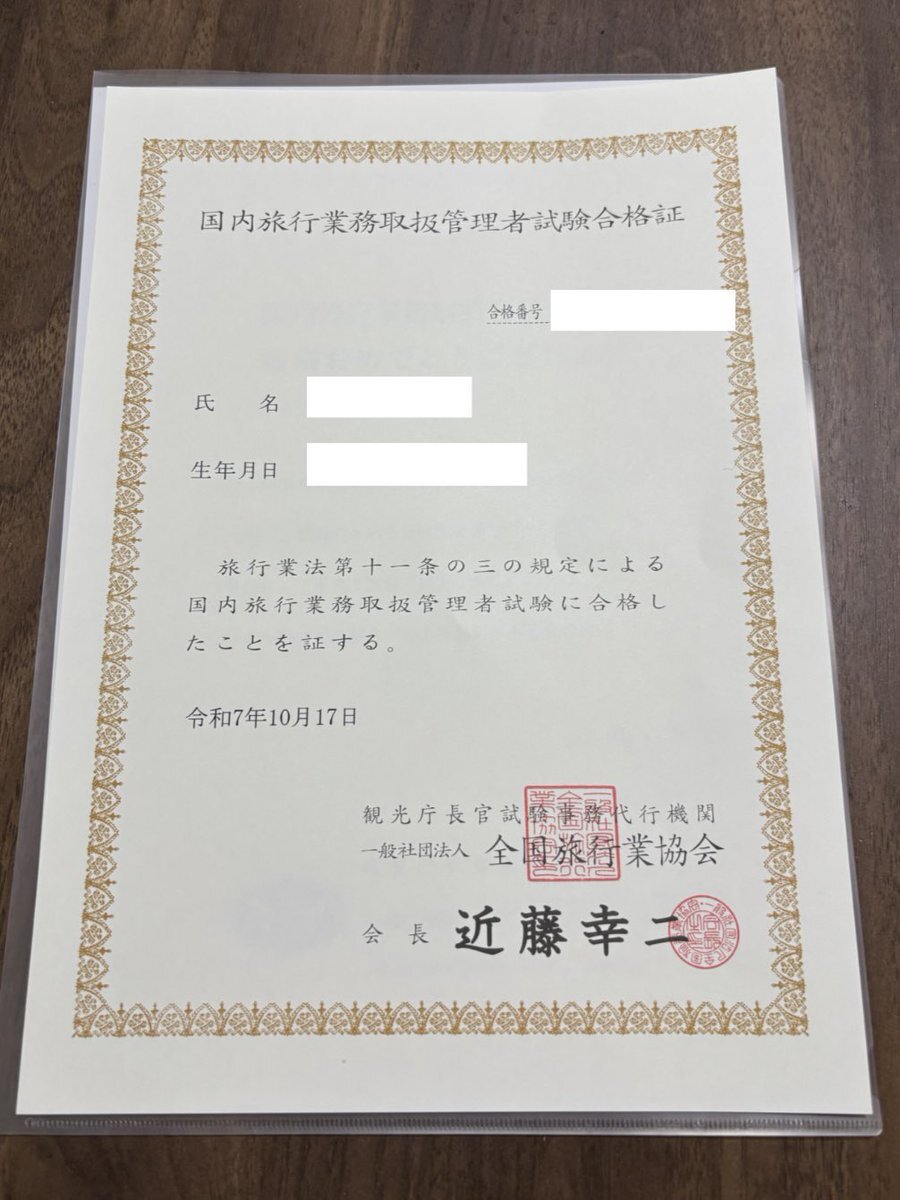 国内旅行業務取扱管理者試験合格証
合格番号
氏　名
生年月日
旅行業法第十一条の三の規定による
国内旅行業務取扱管理者試験に合格し
たことを証する。
令和7年10月17日
観光庁長官試験事務代行機関
一般社団法人 全国旅行業協会
会長 近藤幸二